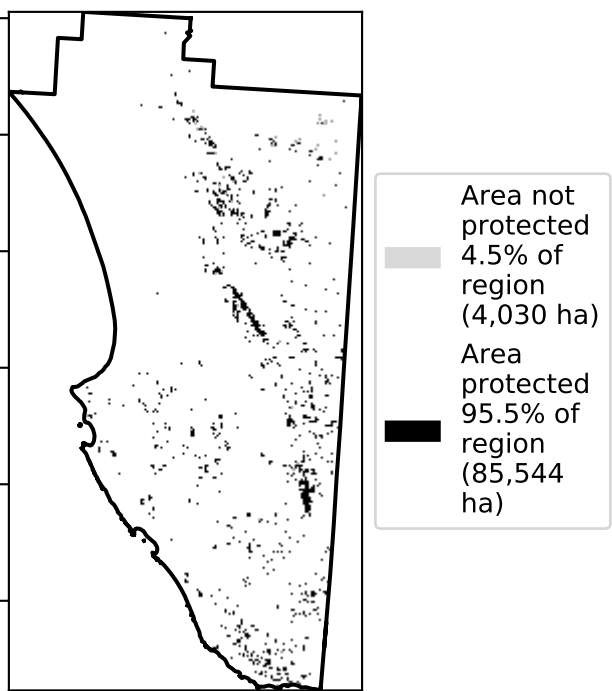 Area not
protected
4.5% of
region
(4,030 ha)
Area
protected
95.5% of
region
(85,544
ha)